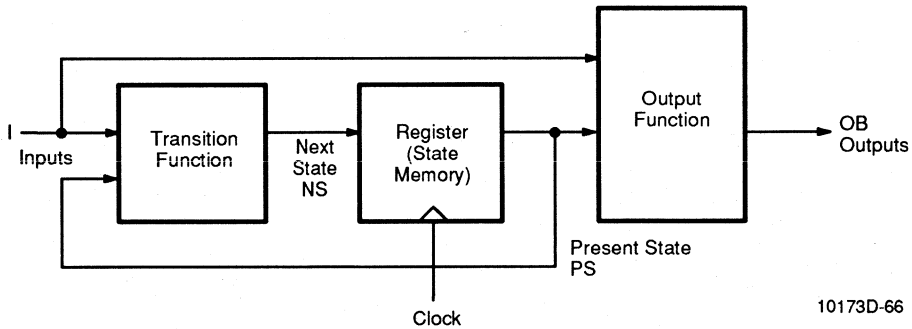 I
Inputs
Transition
Function
Next
State
NS
Register
(State
Memory)
Output
Function
OB
Outputs
Present State
PS
Clock
10173D-66